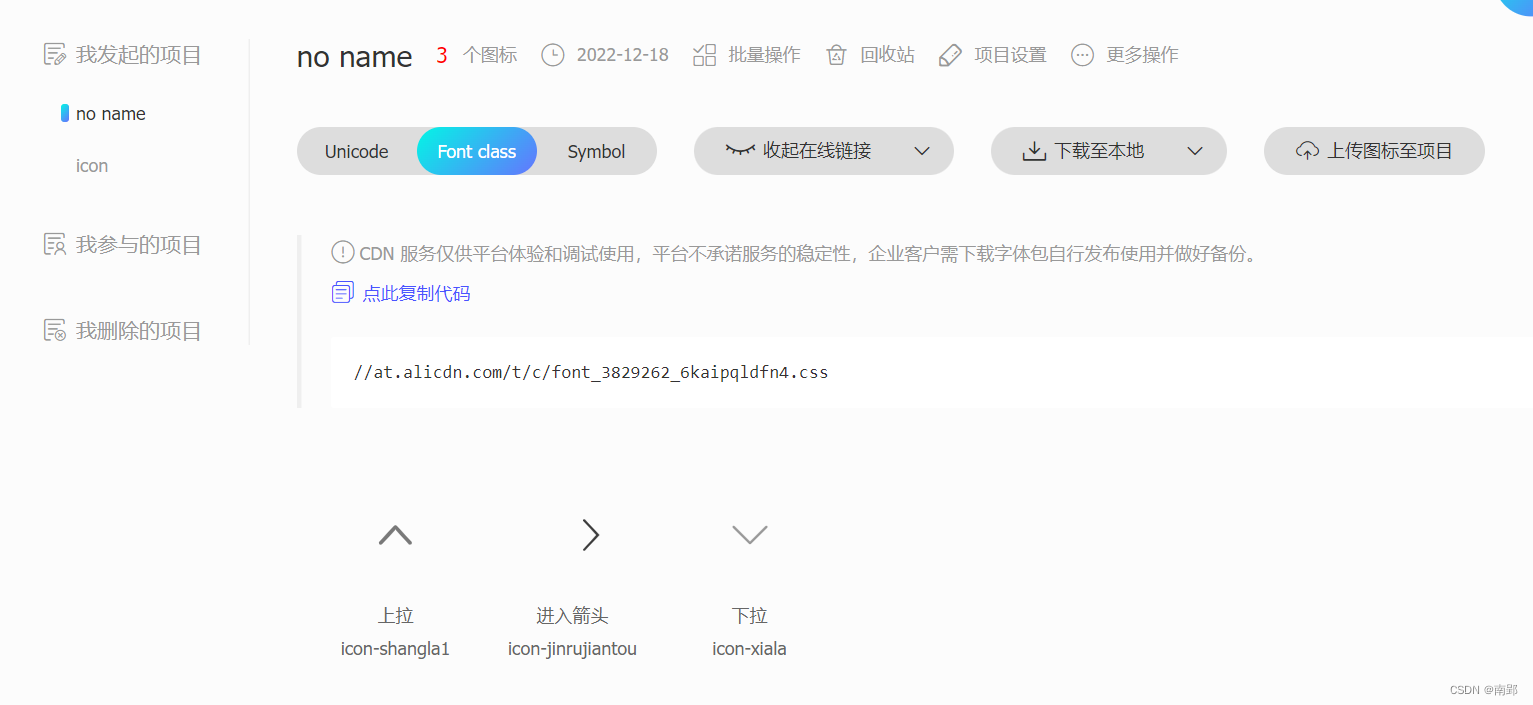 我发起的项目
no name
icon
我参与的项目
我删除的项目
no name 3 个图标 2022-12-18 批量操作 回收站 项目设置 更多操作
Unicode Font class Symbol 收起在线链接 下载至本地 上传图标至项目
CDN 服务仅供平台体验和调试使用，平台不承诺服务的稳定性，企业客户需下载字体包自行发布使用并做好备份。
点此复制代码
//at.alicdn.com/t/c/font_3829262_6kaipqldfn4.css
上拉 进入箭头 下拉
icon-shangla1 icon-jinrujiantou icon-xiala
CSDN @南郢